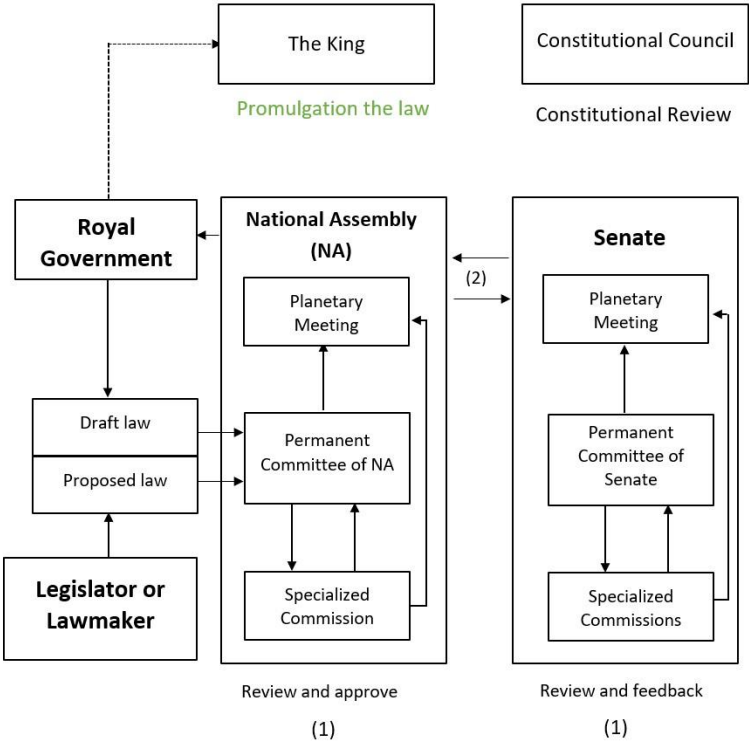 The King
Constitutional Council
Promulgation the law
Constitutional Review
Royal
Government
National Assembly
(NA)
Senate
(2)
Planetary
Meeting
Planetary
Meeting
Draft law
Proposed law
Permanent
Committee of NA
Permanent
Committee of
Senate
Legislator or
Lawmaker
Specialized
Commission
Specialized
Commissions
Review and approve
(1)
Review and feedback
(1)